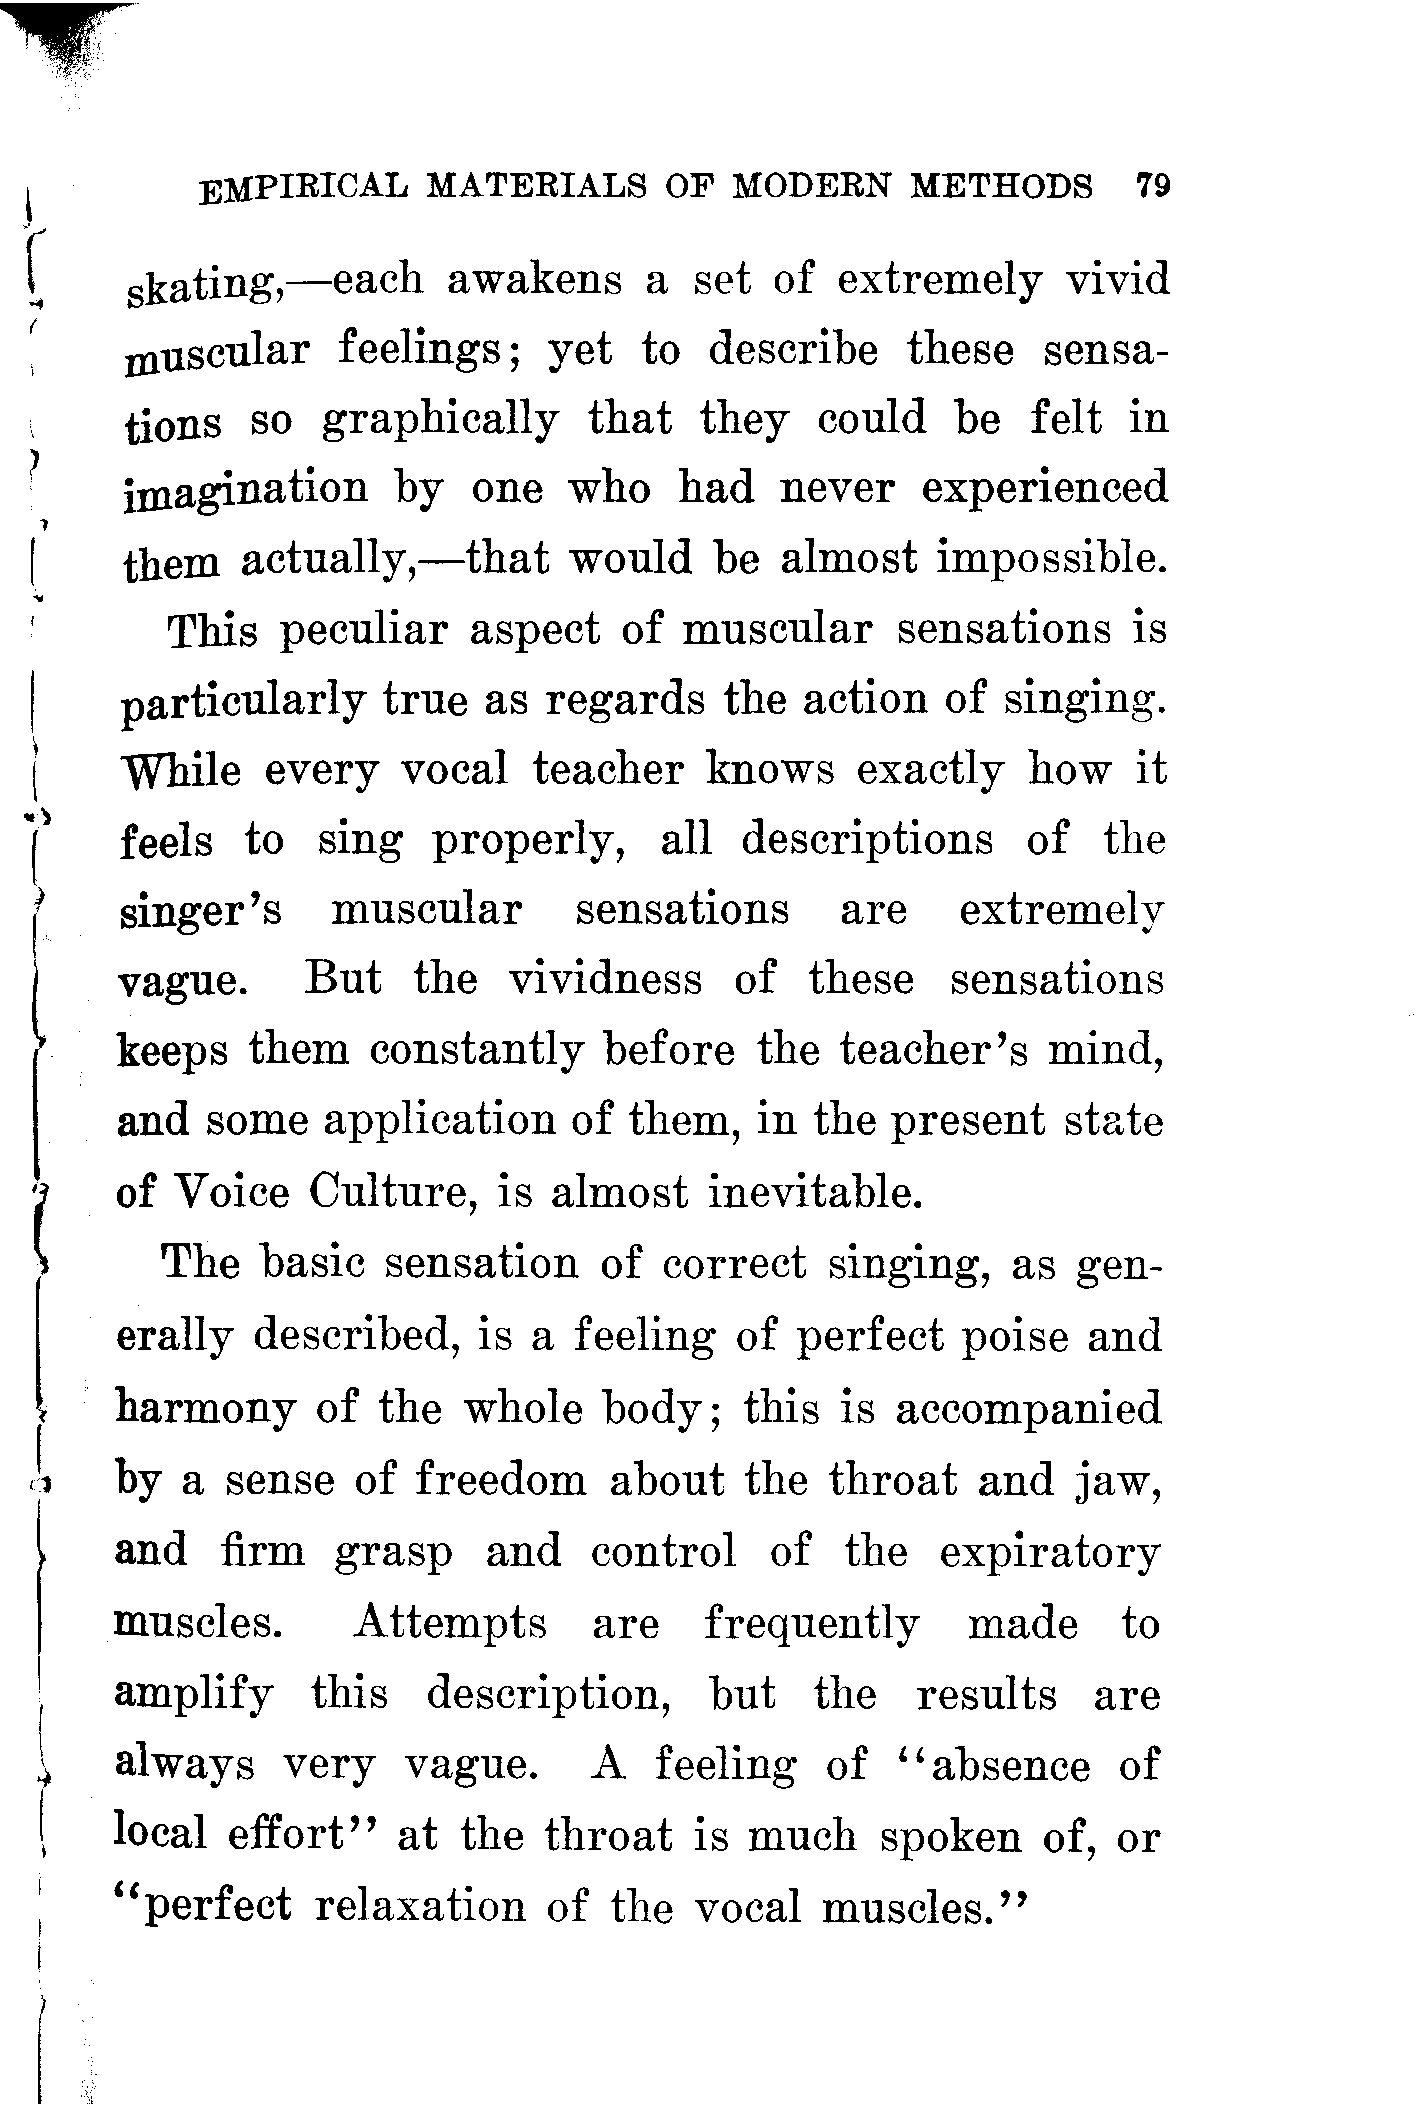 EMPIRICAL MATERIALS OF MODERN METHODS 79
skating,—each awakens a set of extremely vivid
muscular feelings; yet to describe these sensa-
tions so graphically that they could be felt in
imagination by one who had never experienced
them actually,—that would be almost impossible.
This peculiar aspect of muscular sensations is
particularly true as regards the action of singing.
While every vocal teacher knows exactly how it
feels to sing properly, all descriptions of the
singer's muscular sensations are extremely
vague. But the vividness of these sensations
keeps them constantly before the teacher's mind,
and some application of them, in the present state
of Voice Culture, is almost inevitable.
The basic sensation of correct singing, as gen-
erally described, is a feeling of perfect poise and
harmony of the whole body; this is accompanied
by a sense of freedom about the throat and jaw,
and firm grasp and control of the expiratory
muscles. Attempts are frequently made to
amplify this description, but the results are
always very vague. A feeling of "absence of
local effort" at the throat is much spoken of, or
"perfect relaxation of the vocal muscles."